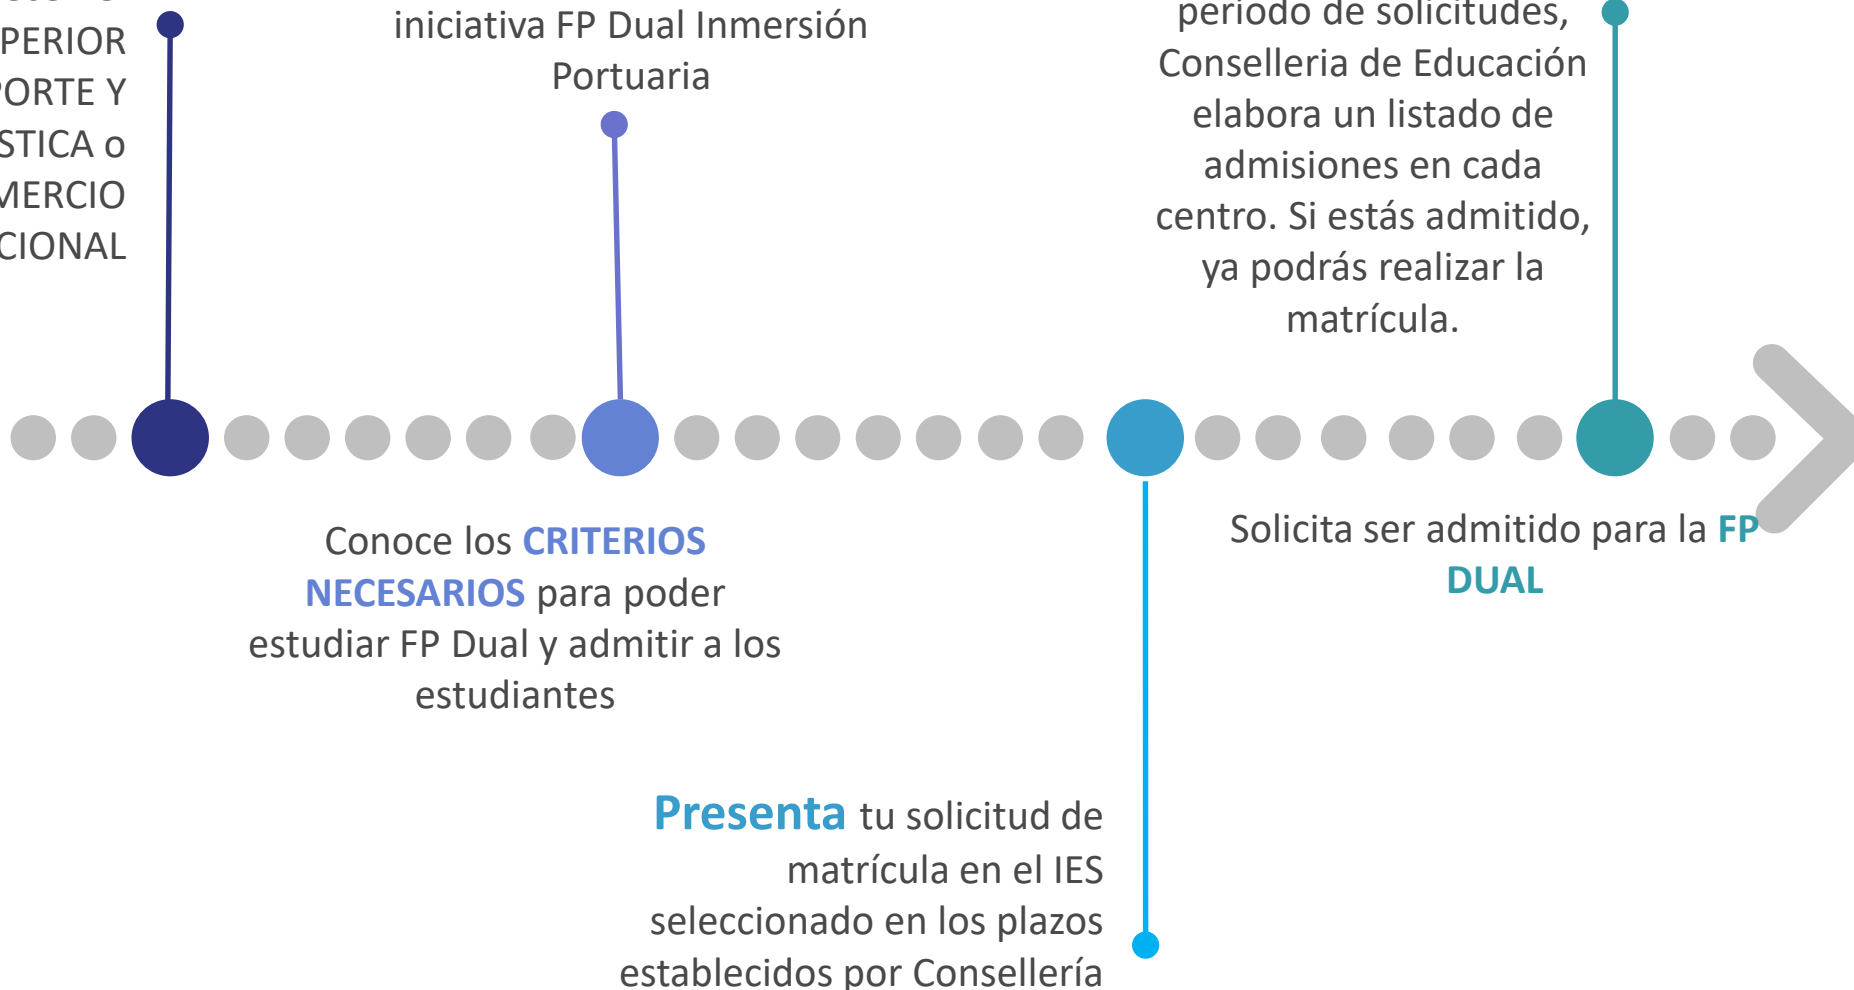 PERIOR
PORTE Y
STICA o
MERCIO
CIONAL
iniciativa FP Dual Inmersión
Portuaria
periodo de solicitudes,
Conselleria de Educación
elabora un listado de
admisiones en cada
centro. Si estás admitido,
ya podrás realizar la
matrícula.
Conoce los CRITERIOS
NECESARIOS para poder
estudiar FP Dual y admitir a los
estudiantes
Solicita ser admitido para la FP
DUAL
Presenta tu solicitud de
matrícula en el IES
seleccionado en los plazos
establecidos por Consellería